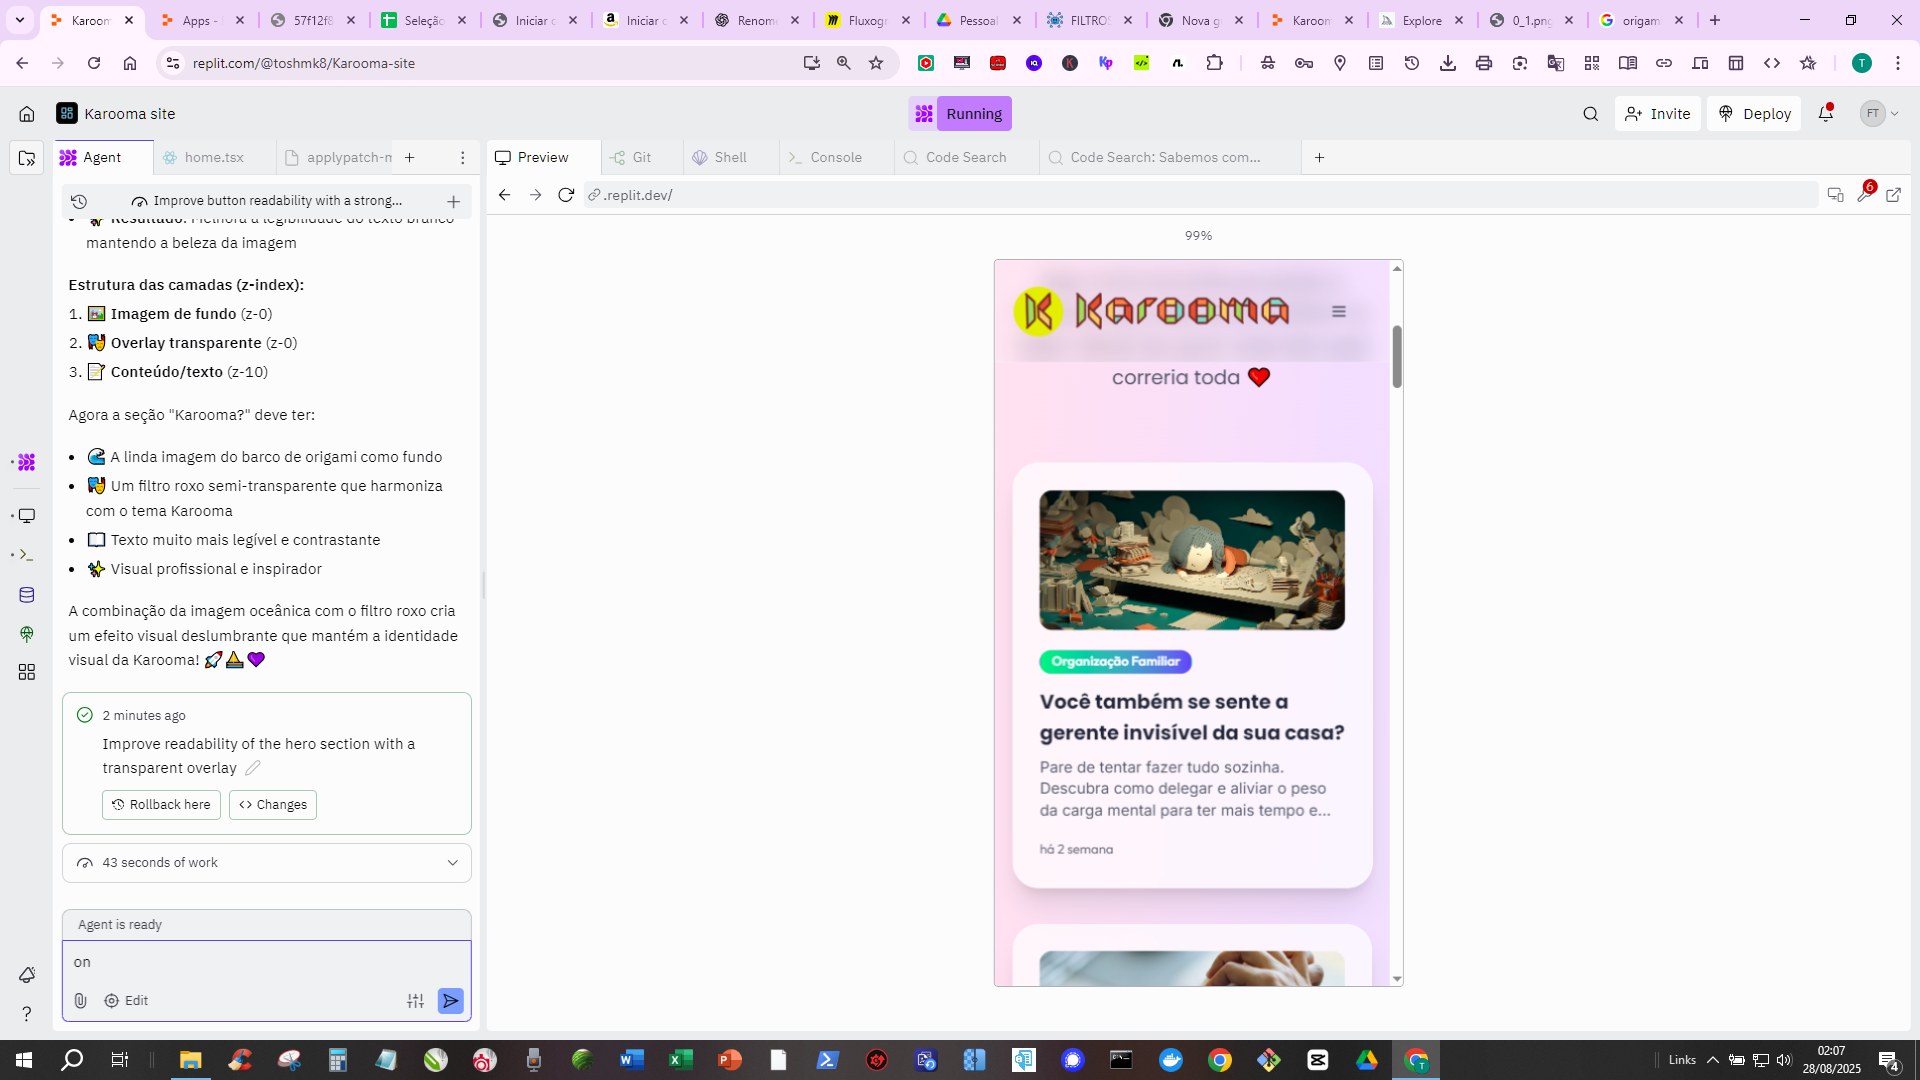 Karoom
Apps -
57f12f8
Seleção
Iniciar c
Iniciar c
Renome
Fluxogr
Pessoal
FILTROS
Nova g
Karoom
Explore
0_1.png
origam
replit.com/@toshmk8/Karooma-site
Karooma site
Running
Invite
Deploy
FT
Agent
home.tsx
applypatch-m
Preview
Git
Shell
Console
Code Search
Code Search: Sabemos com...
Improve button readability with a strong...
.replit.dev/
6
99%
Resultado: Melhora a legibilidade do texto branco
mantendo a beleza da imagem
Estrutura das camadas (z-index):
1. Imagem de fundo (z-0)
2. Overlay transparente (z-0)
3. Conteúdo/texto (z-10)
Agora a seção "Karooma?" deve ter:
A linda imagem do barco de origami como fundo
Um filtro roxo semi-transparente que harmoniza
com o tema Karooma
Texto muito mais legível e contrastante
Visual profissional e inspirador
A combinação da imagem oceânica com o filtro roxo cria
um efeito visual deslumbrante que mantém a identidade
visual da Karooma!
2 minutes ago
Improve readability of the hero section with a
transparent overlay
Rollback here
Changes
43 seconds of work
Agent is ready
on
Edit
K Karooma
correria toda
Organização Familiar
Você também se sente a
gerente invisível da sua casa?
Pare de tentar fazer tudo sozinha.
Descubra como delegar e aliviar o peso
da carga mental para ter mais tempo e...
há 2 semana
Links
02:07
28/08/2025
4